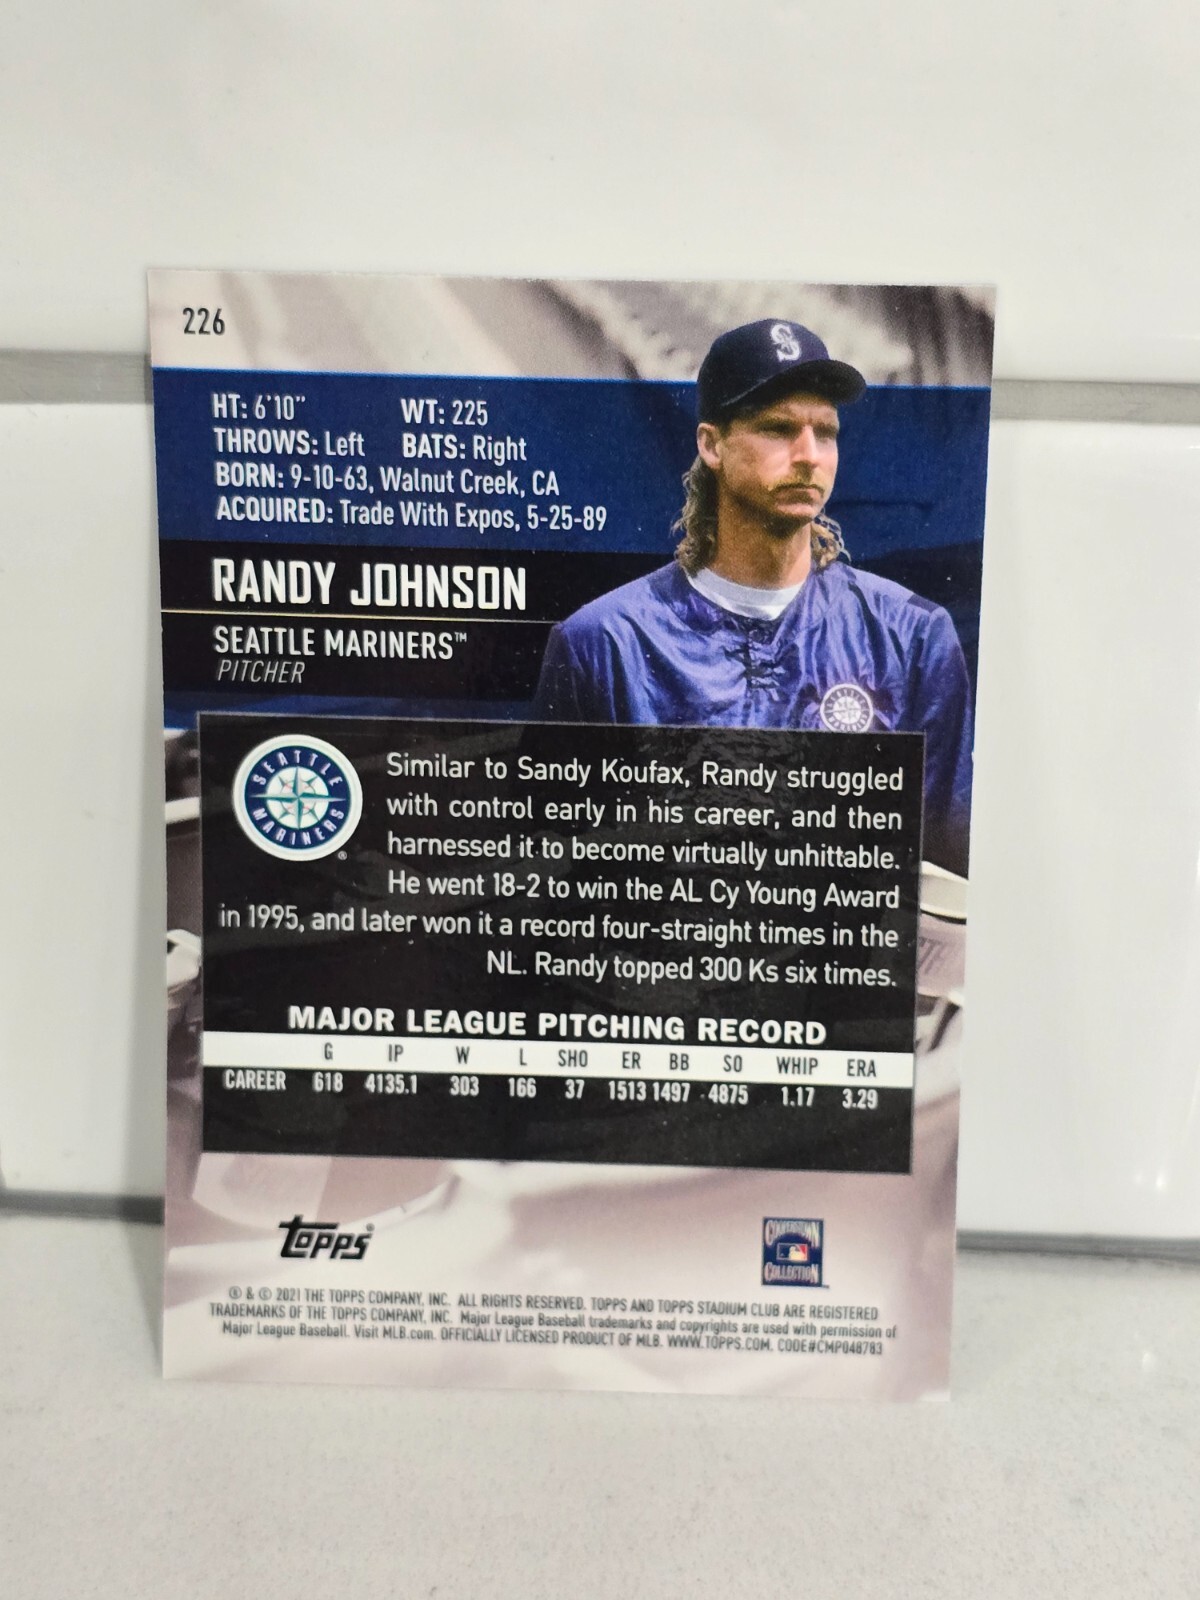 226
HT: 6'10" WT: 225
THROWS: Left BATS: Right
BORN: 9-10-63, Walnut Creek, CA
ACQUIRED: Trade With Expos, 5-25-89
RANDY JOHNSON
SEATTLE MARINERS™
PITCHER
S
SEATTLE MARINERS ®
Similar to Sandy Koufax, Randy struggled
with control early in his career, and then
harnessed it to become virtually unhittable.
He went 18-2 to win the AL Cy Young Award
in 1995, and later won it a record four-straight times in the
NL. Randy topped 300 Ks six times.
MAJOR LEAGUE PITCHING RECORD
G IP W L SHO ER BB SO WHIP ERA
CAREER 618 4135.1 303 166 37 1513 1497 4875 1.17 3.29
TOPPS®
COOPERSTOWN
COLLECTION™
® & © 2021 THE TOPPS COMPANY, INC. ALL RIGHTS RESERVED. TOPPS AND TOPPS STADIUM CLUB ARE REGISTERED
TRADEMARKS OF THE TOPPS COMPANY, INC. Major League Baseball trademarks and copyrights are used with permission of
Major League Baseball. Visit MLB.com. OFFICIALLY LICENSED PRODUCT OF MLB. WWW.TOPPS.COM. CODE#CMP048783